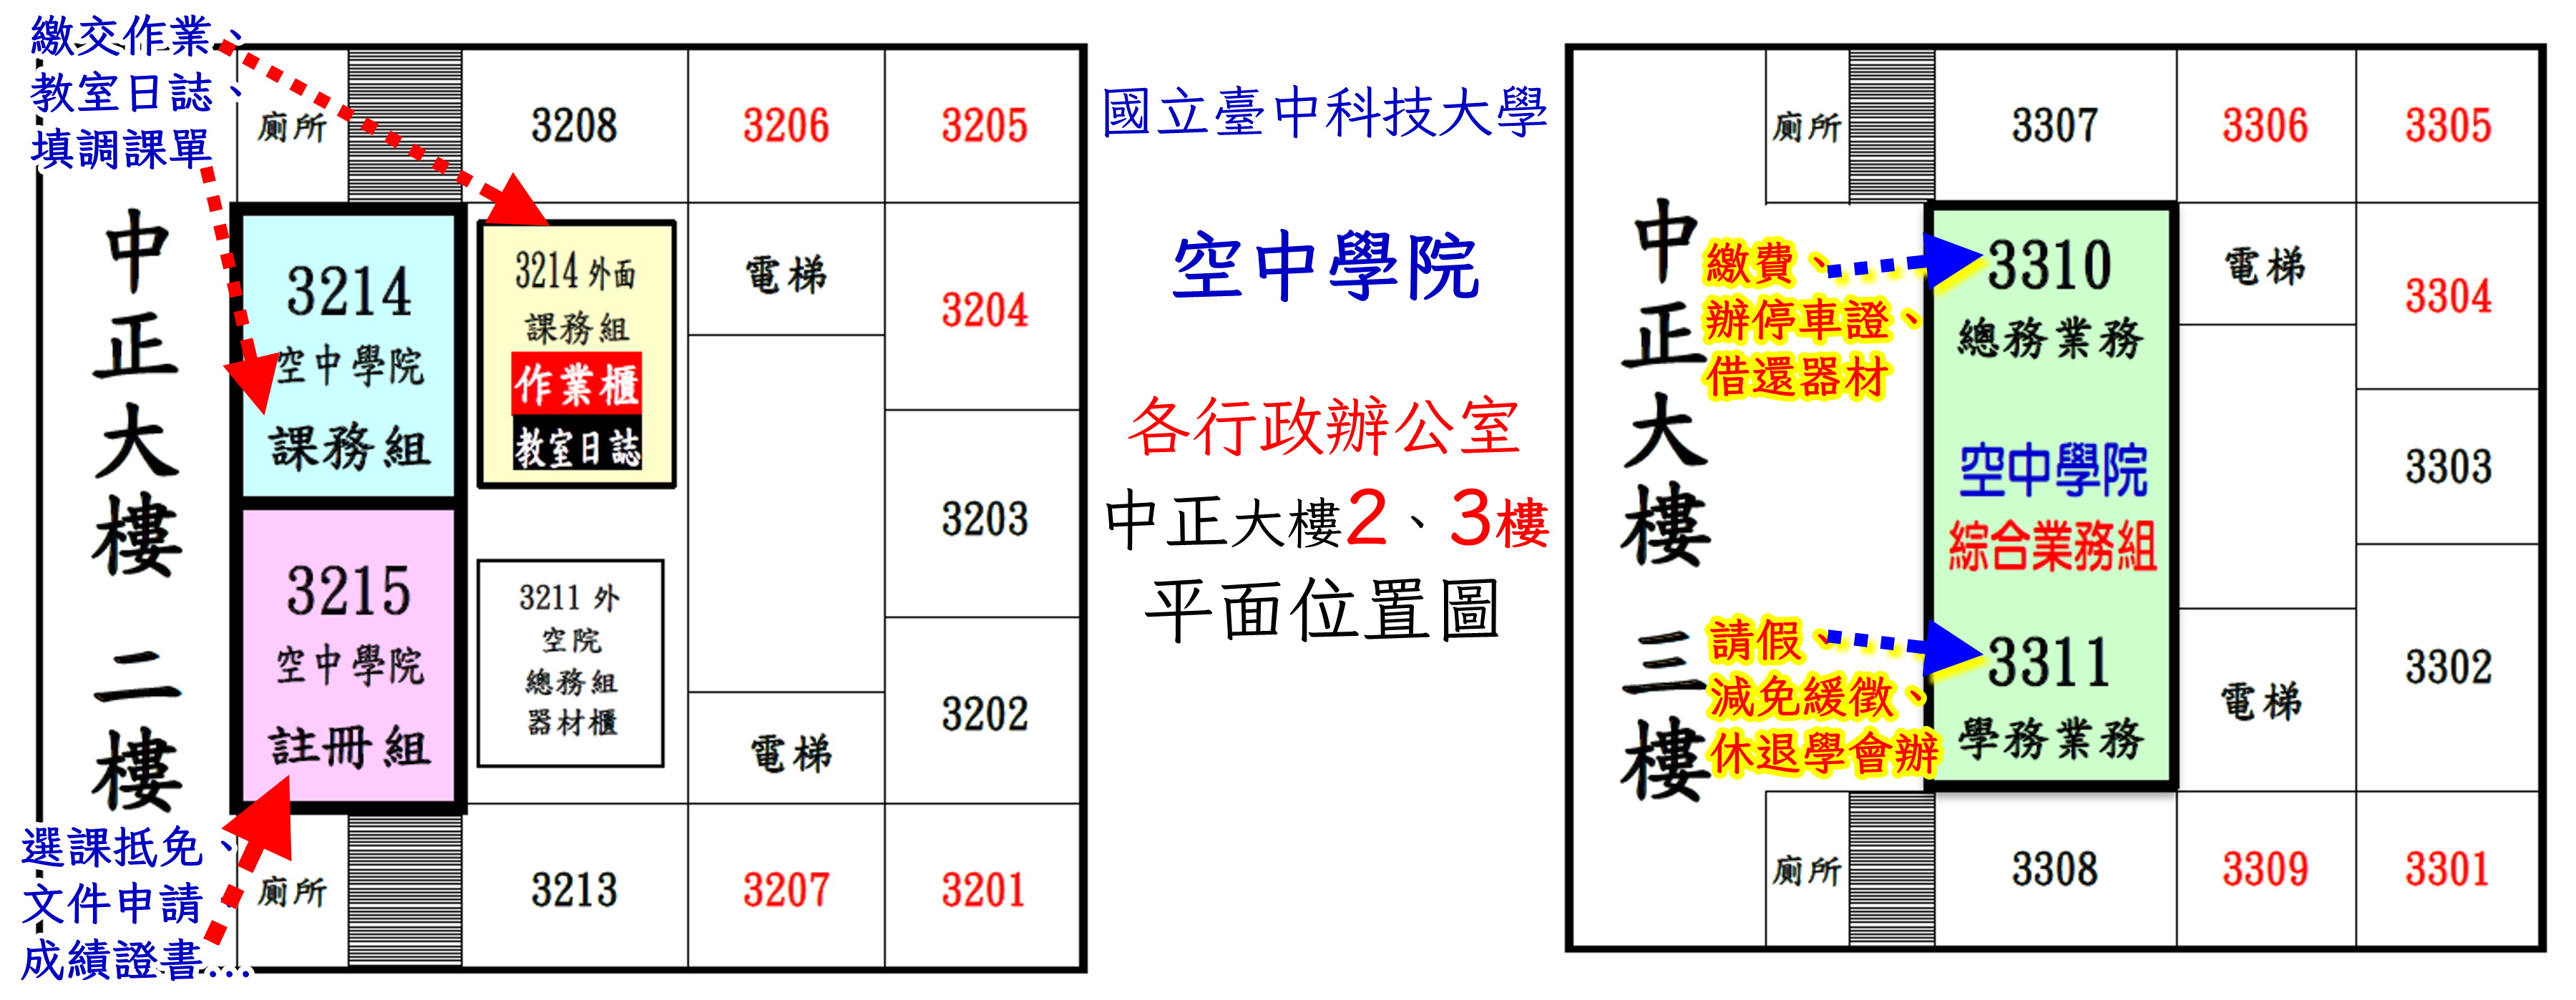 繳交作業、
教室日誌、
填調課單
廁所
3208
3206
3205
中正大樓 二樓
3214
空中學院
課務組
3214 外面
課務組
作業櫃
教室日誌
電梯
3204
3203
3215
空中學院
註冊組
3211 外
空院
總務組
器材櫃
電梯
3202
選課抵免、
文件申請、
成績證書...
廁所
3213
3207
3201
國立臺中科技大學
空中學院
各行政辦公室
中正大樓2、3樓
平面位置圖
廁所
3307
3306
3305
中正大樓 三樓
繳費、
辦停車證、
借還器材
3310
總務業務
電梯
3304
空中學院
綜合業務組
3303
請假、
減免緩徵、
休退學會辦
3311
學務業務
電梯
3302
廁所
3308
3309
3301